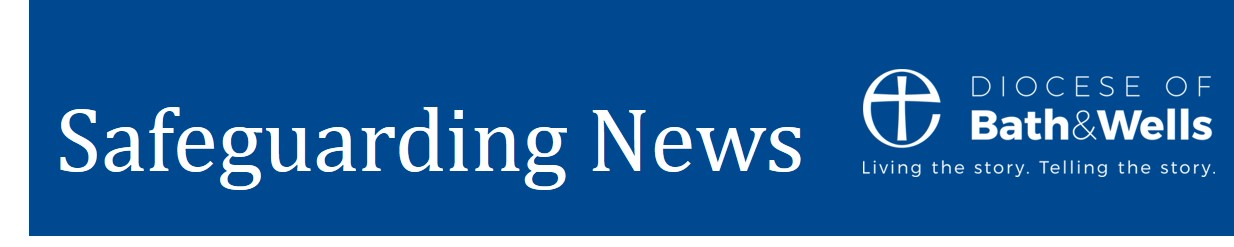 Safeguarding News
DIOCESE OF
Bath&Wells
Living the story. Telling the story.